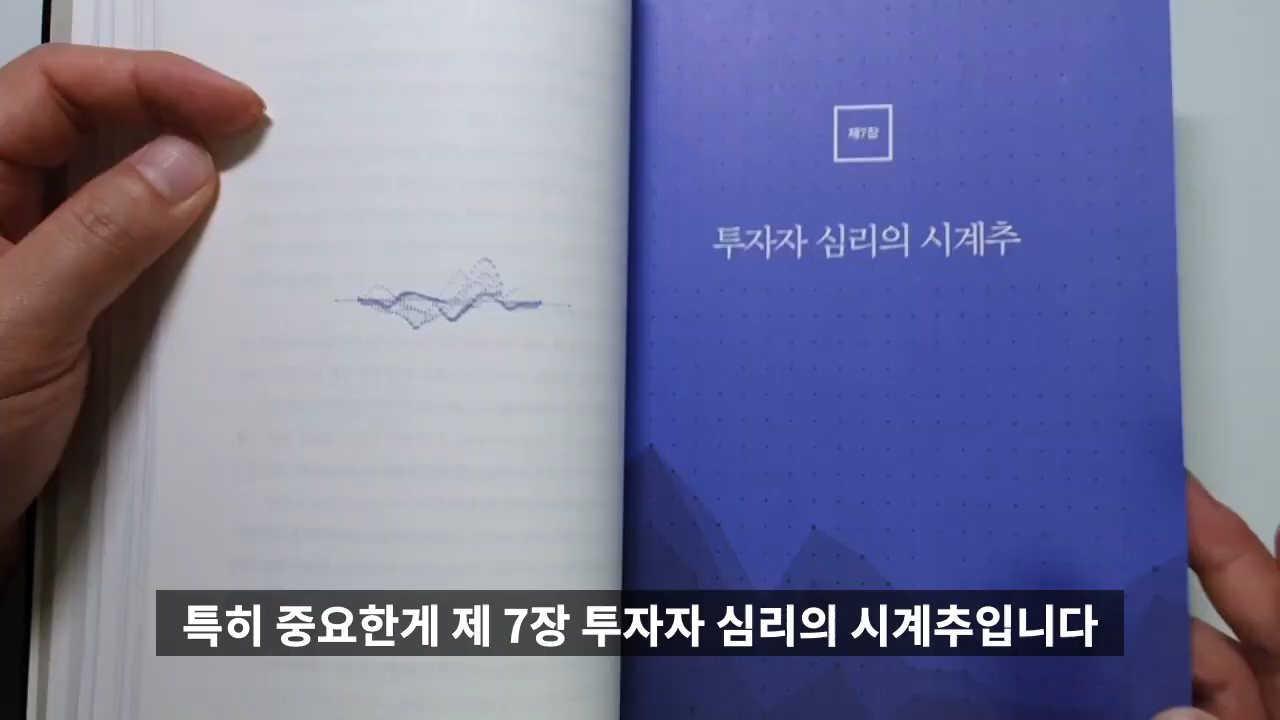 제7장
투자자 심리의 시계추
특히 중요한게 제 7장 투자자 심리의 시계추입니다